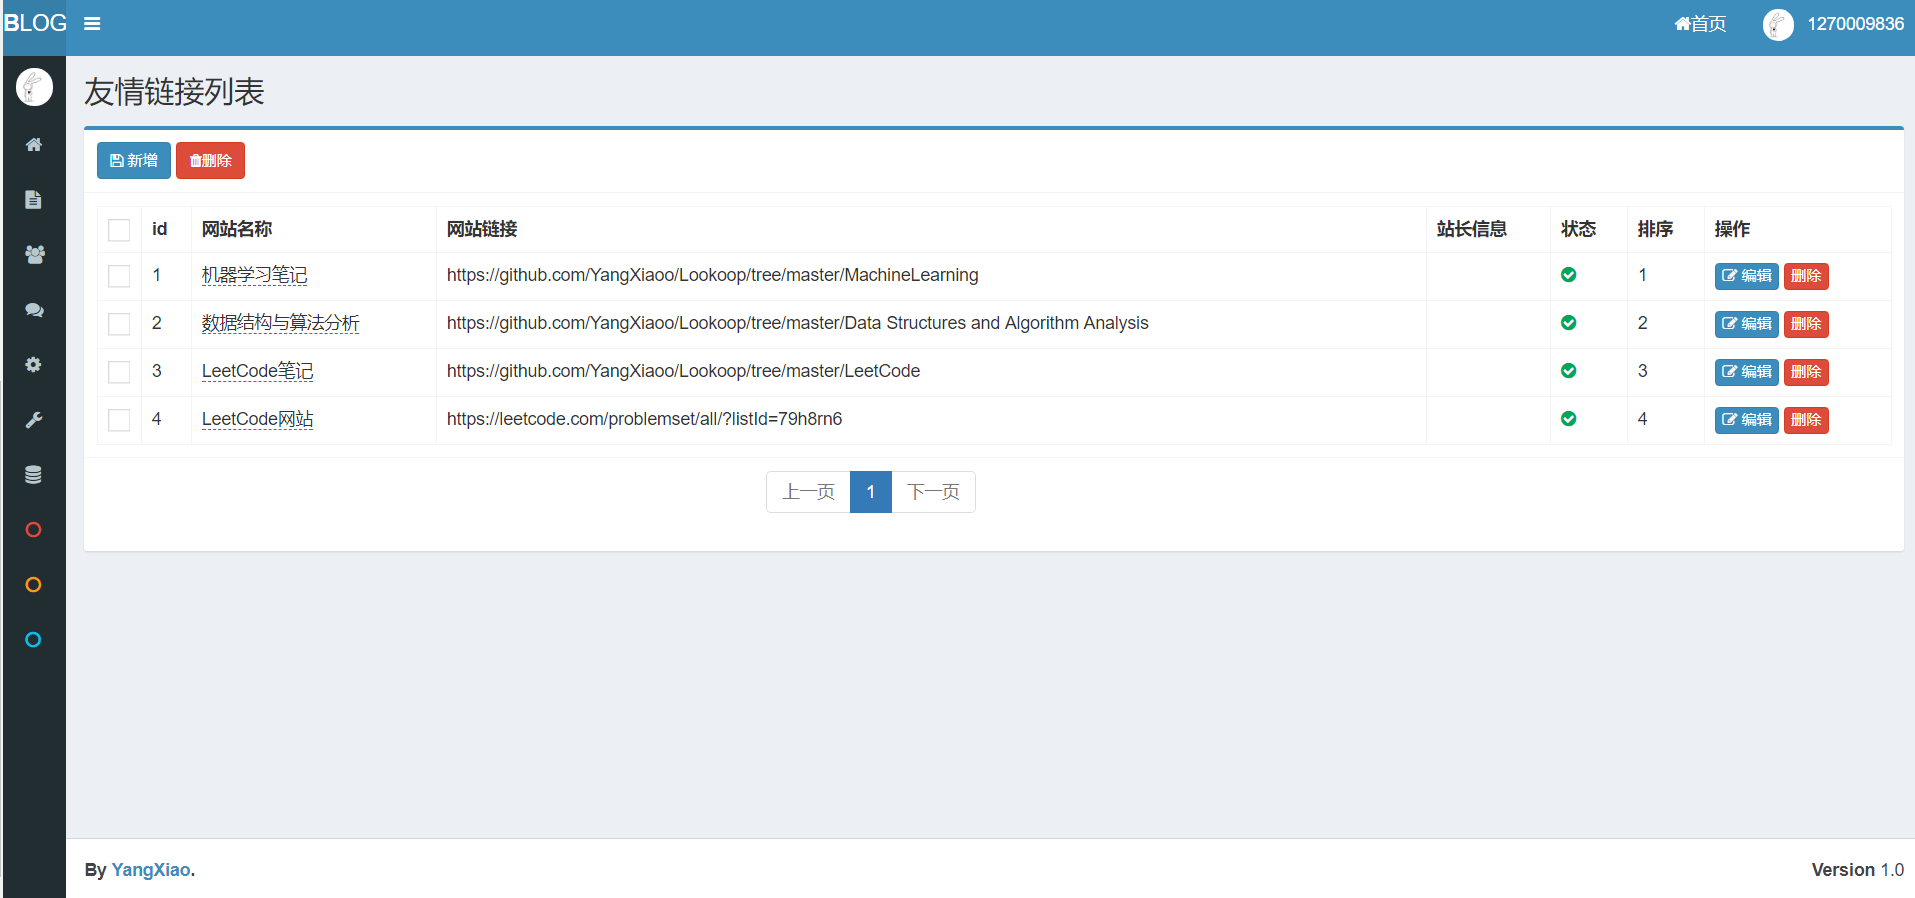 BLOG 首页 1270009836
友情链接列表
新增 删除
id 网站名称 网站链接 站长信息 状态 排序 操作
1 机器学习笔记 https://github.com/YangXiaoo/Lookoop/tree/master/MachineLearning 1 编辑 删除
2 数据结构与算法分析 https://github.com/YangXiaoo/Lookoop/tree/master/Data Structures and Algorithm Analysis 2 编辑 删除
3 LeetCode笔记 https://github.com/YangXiaoo/Lookoop/tree/master/LeetCode 3 编辑 删除
4 LeetCode网站 https://leetcode.com/problemset/all/?listId=79h8rn6 4 编辑 删除
上一页 1 下一页
By YangXiao. Version 1.0